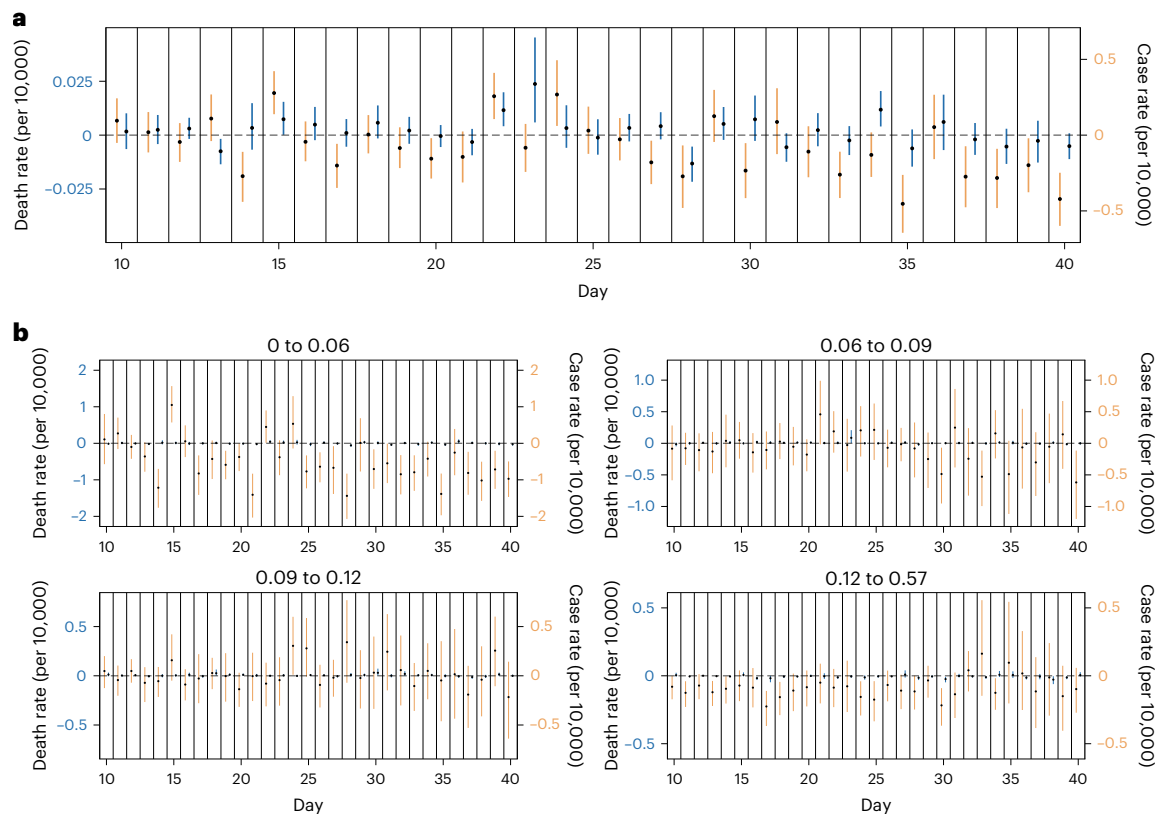 a
Death rate (per 10,000)
0.025
0
−0.025
0.5
0
−0.5
Case rate (per 10,000)
10 15 20 25 30 35 40
Day
b
0 to 0.06
Death rate (per 10,000)
2
1
0
−1
−2
2
1
0
−1
−2
Case rate (per 10,000)
10 15 20 25 30 35 40
0.06 to 0.09
Death rate (per 10,000)
1.0
0.5
0
−0.5
−1.0
1.0
0.5
0
−0.5
−1.0
Case rate (per 10,000)
10 15 20 25 30 35 40
0.09 to 0.12
Death rate (per 10,000)
0.5
0
−0.5
0.5
0
−0.5
Case rate (per 10,000)
10 15 20 25 30 35 40
Day
0.12 to 0.57
Death rate (per 10,000)
0.5
0
−0.5
0.5
0
−0.5
Case rate (per 10,000)
10 15 20 25 30 35 40
Day